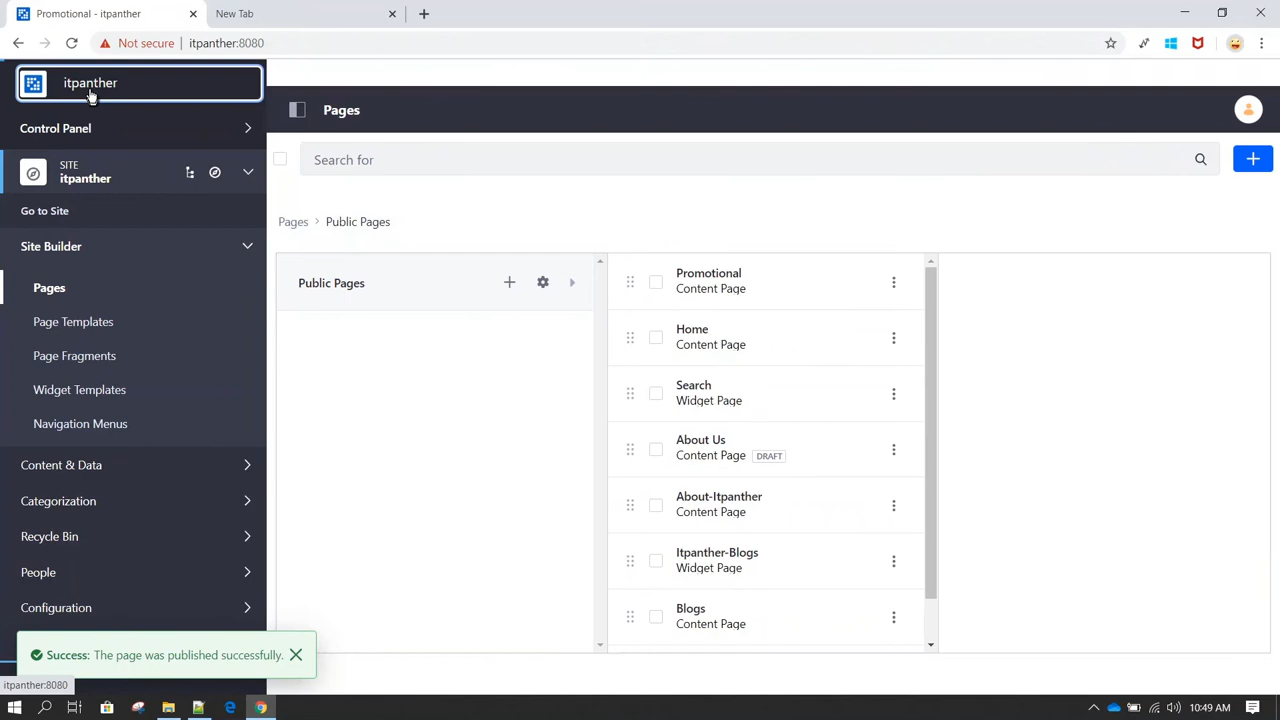 Promotional - itpanther
New Tab
Not secure
itpanther:8080
itpanther
Control Panel
SITE
itpanther
Go to Site
Site Builder
Pages
Page Templates
Page Fragments
Widget Templates
Navigation Menus
Content & Data
Categorization
Recycle Bin
People
Configuration
Success: The page was published successfully.
itpanther:8080
Pages
Search for
Pages
Public Pages
Public Pages
Promotional
Content Page
Home
Content Page
Search
Widget Page
About Us
Content Page DRAFT
About-Itpanther
Content Page
Itpanther-Blogs
Widget Page
Blogs
Content Page
10:49 AM